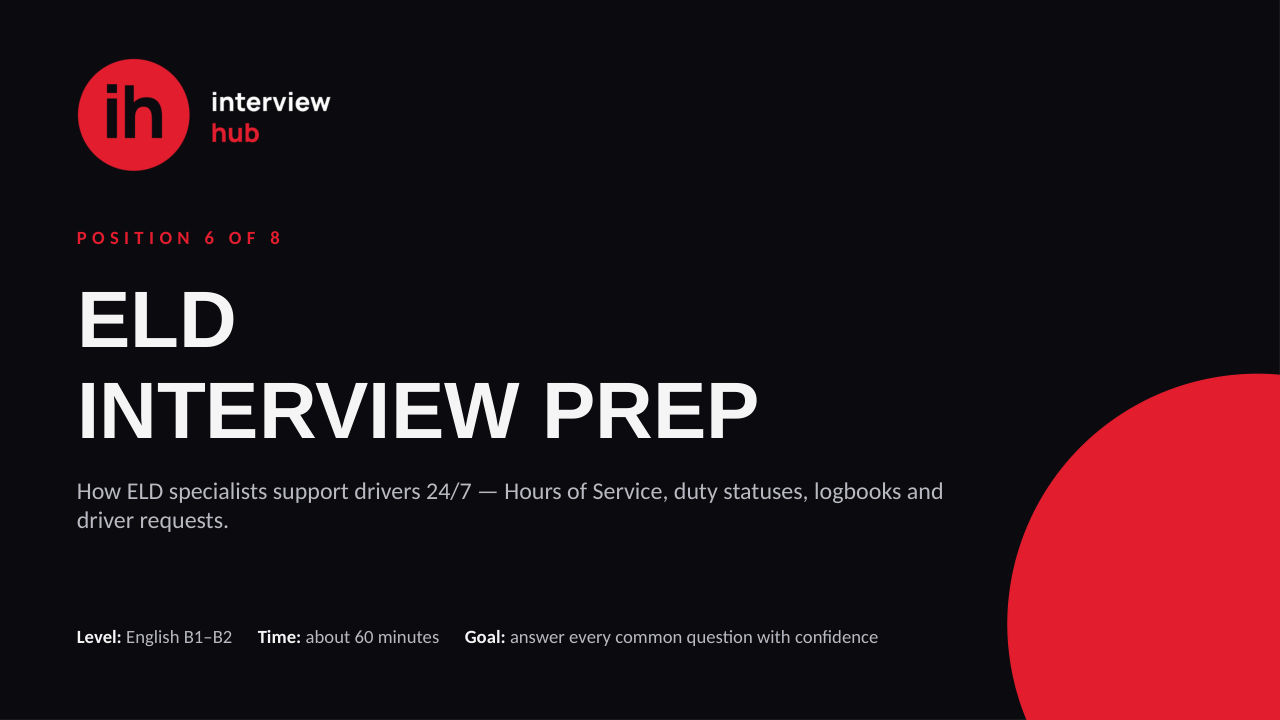 ih
interview
hub
POSITION 6 OF 8
ELD
INTERVIEW PREP
How ELD specialists support drivers 24/7 — Hours of Service, duty statuses, logbooks and
driver requests.
Level: English B1–B2 Time: about 60 minutes Goal: answer every common question with confidence